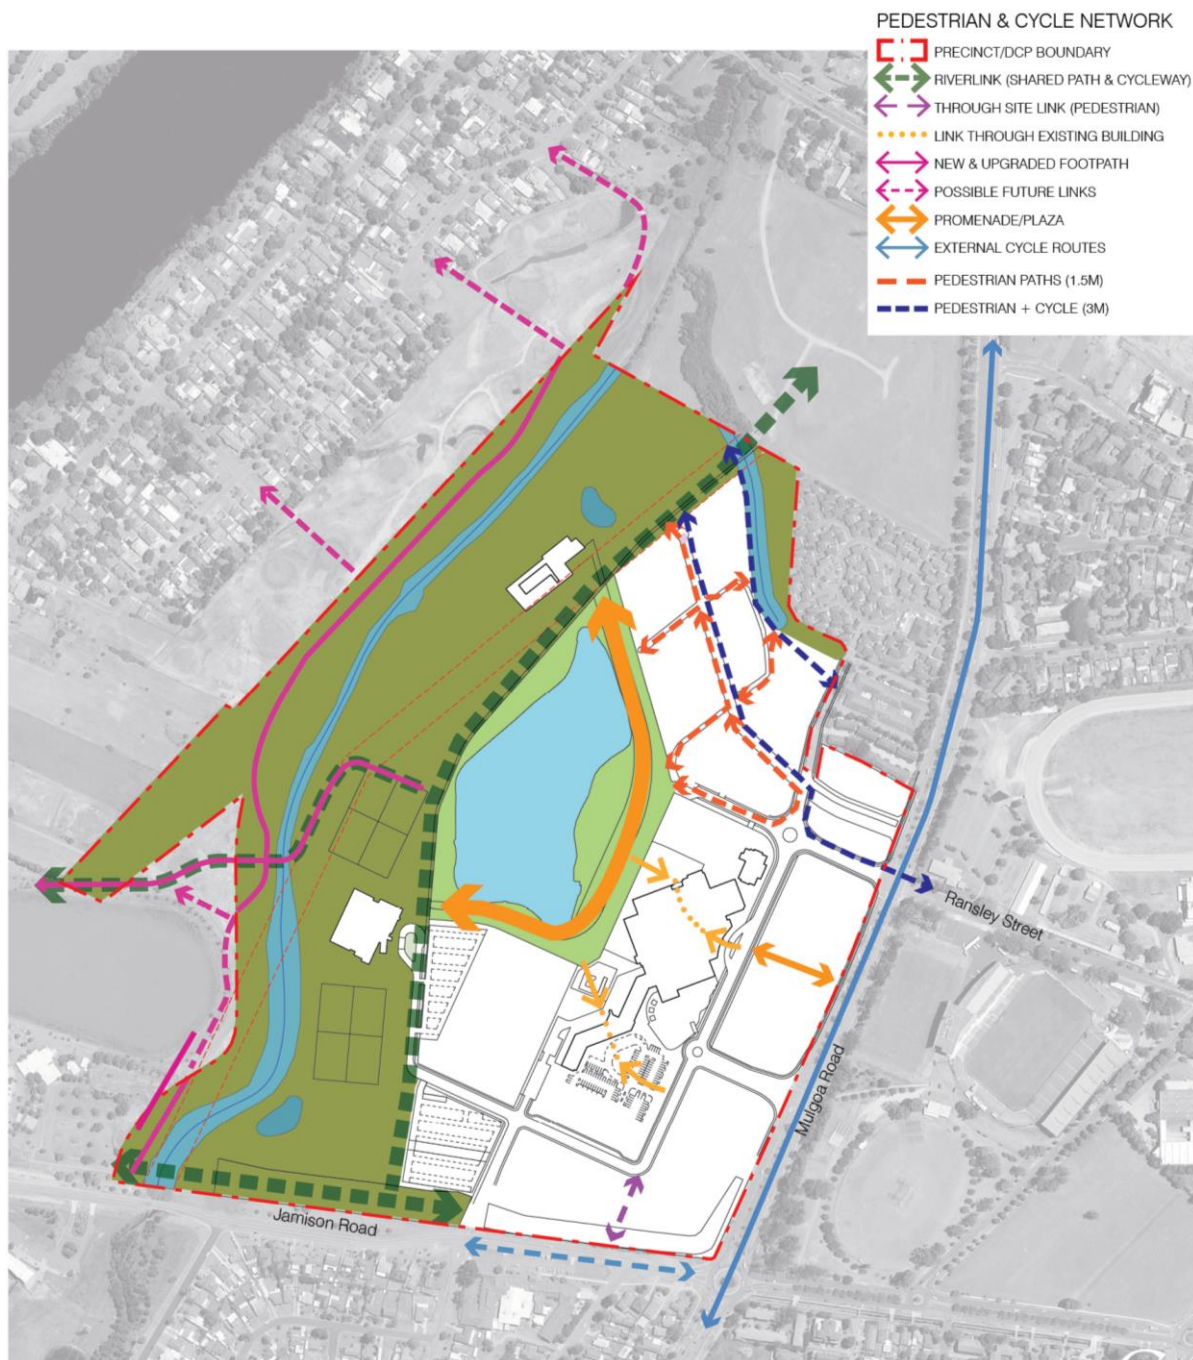 PEDESTRIAN & CYCLE NETWORK
PRECINCT/DCP BOUNDARY
RIVERLINK (SHARED PATH & CYCLEWAY)
THROUGH SITE LINK (PEDESTRIAN)
LINK THROUGH EXISTING BUILDING
NEW & UPGRADED FOOTPATH
POSSIBLE FUTURE LINKS
PROMENADE/PLAZA
EXTERNAL CYCLE ROUTES
PEDESTRIAN PATHS (1.5M)
PEDESTRIAN + CYCLE (3M)
Ransley Street
Mulgoa Road
Jamison Road